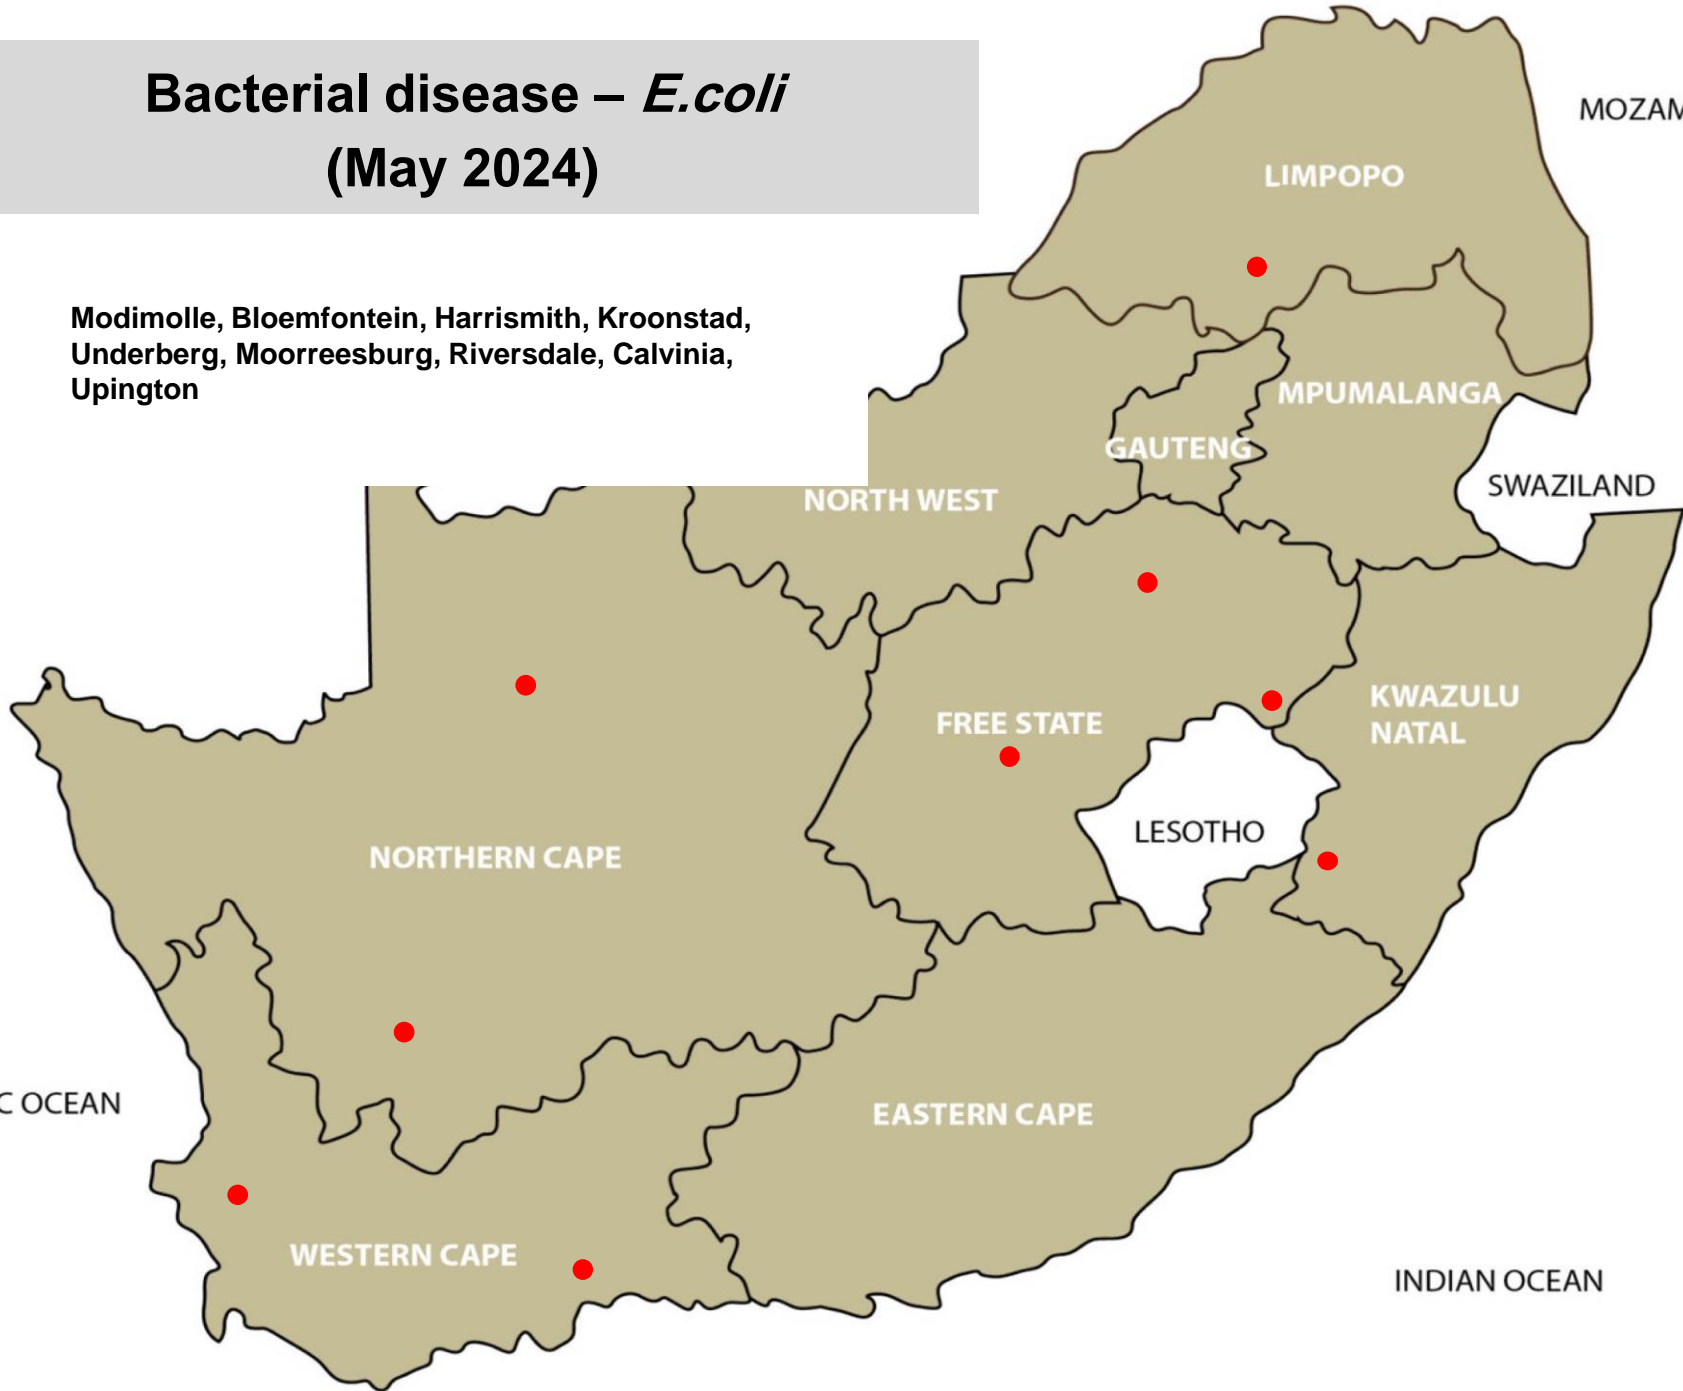 Bacterial disease – E.coli
(May 2024)
Modimolle, Bloemfontein, Harrismith, Kroonstad,
Underberg, Moorreesburg, Riversdale, Calvinia,
Upington
MOZAM
LIMPOPO
MPUMALANGA
GAUTENG
SWAZILAND
NORTH WEST
KWAZULU
NATAL
FREE STATE
LESOTHO
NORTHERN CAPE
C OCEAN
EASTERN CAPE
WESTERN CAPE
INDIAN OCEAN